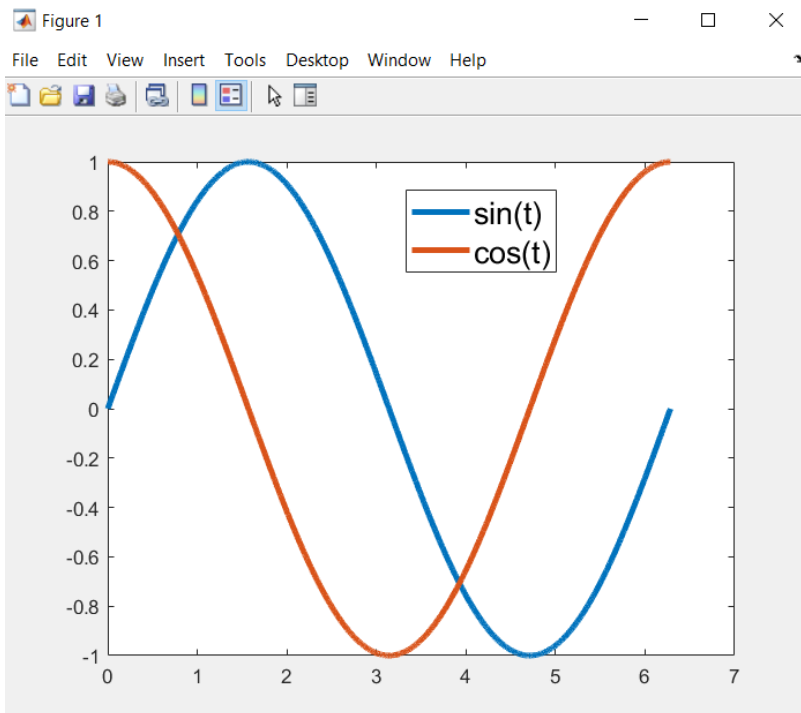 Figure 1
File Edit View Insert Tools Desktop Window Help
1
0.8
0.6
0.4
0.2
0
-0.2
-0.4
-0.6
-0.8
-1
sin(t)
cos(t)
0 1 2 3 4 5 6 7